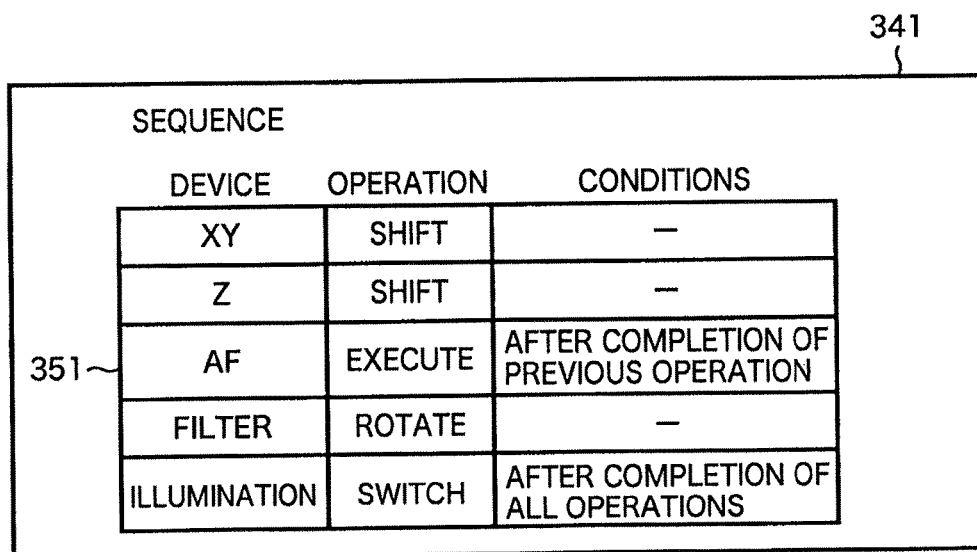 341
SEQUENCE
DEVICE OPERATION CONDITIONS
XY SHIFT —
Z SHIFT —
351 AF EXECUTE AFTER COMPLETION OF
PREVIOUS OPERATION
FILTER ROTATE —
ILLUMINATION SWITCH AFTER COMPLETION OF
ALL OPERATIONS